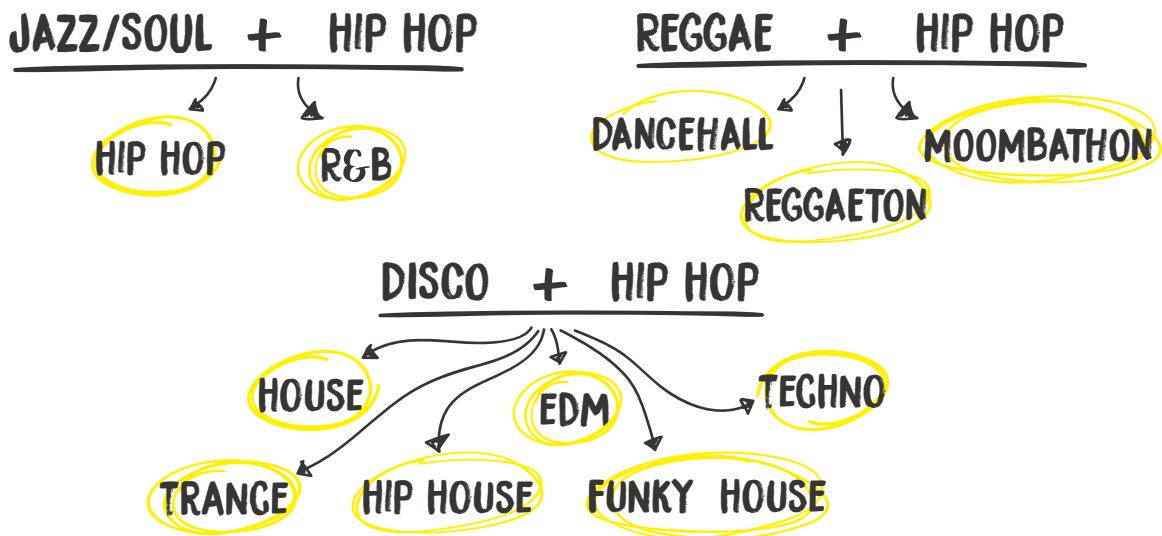 JAZZ/SOUL + HIP HOP
HIP HOP
R&B
REGGAE + HIP HOP
DANCEHALL
REGGAETON
MOOMBATHON
DISCO + HIP HOP
HOUSE
EDM
TECHNO
TRANCE
HIP HOUSE
FUNKY HOUSE